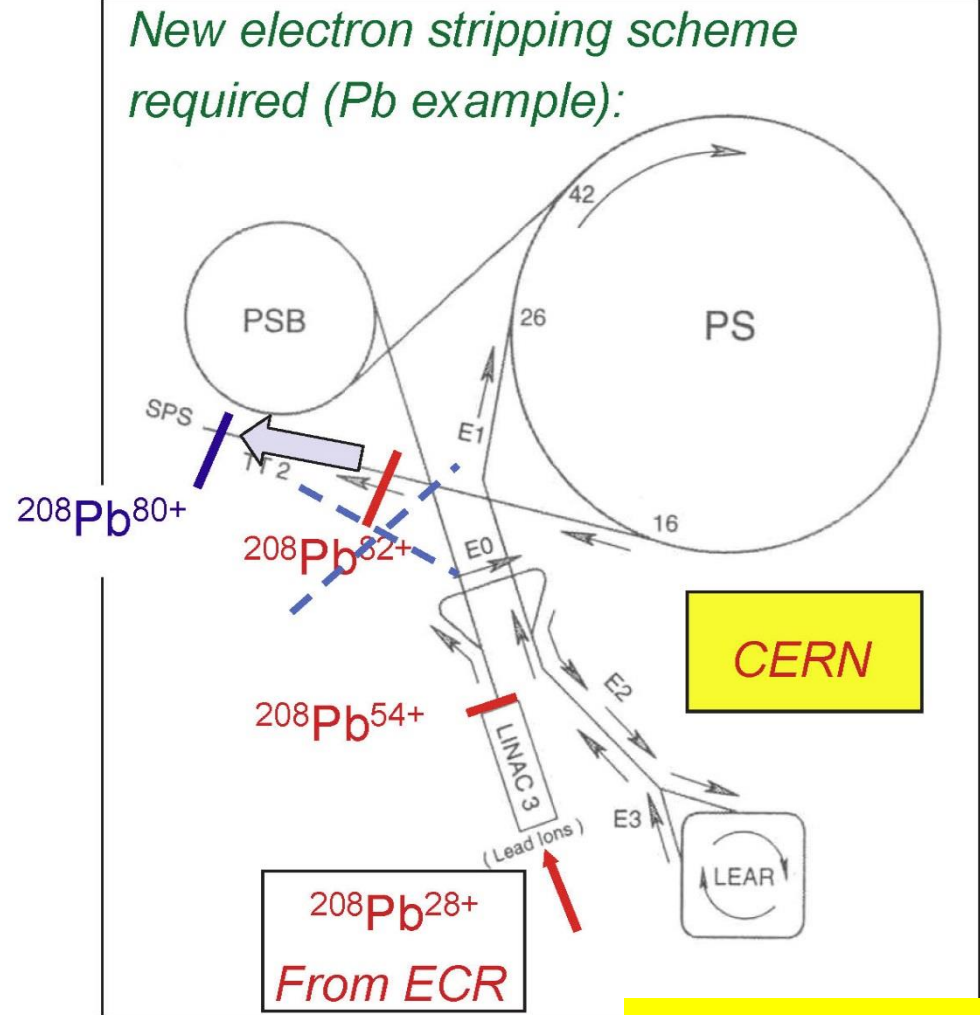 New electron stripping scheme
required (Pb example):
42
PSB
26
PS
SPS
E1
TT 2
208Pb80+
16
208Pb82+
E0
CERN
E2
208Pb54+
LINAC 3
E3
(Lead Ions)
LEAR
208Pb28+
From ECR